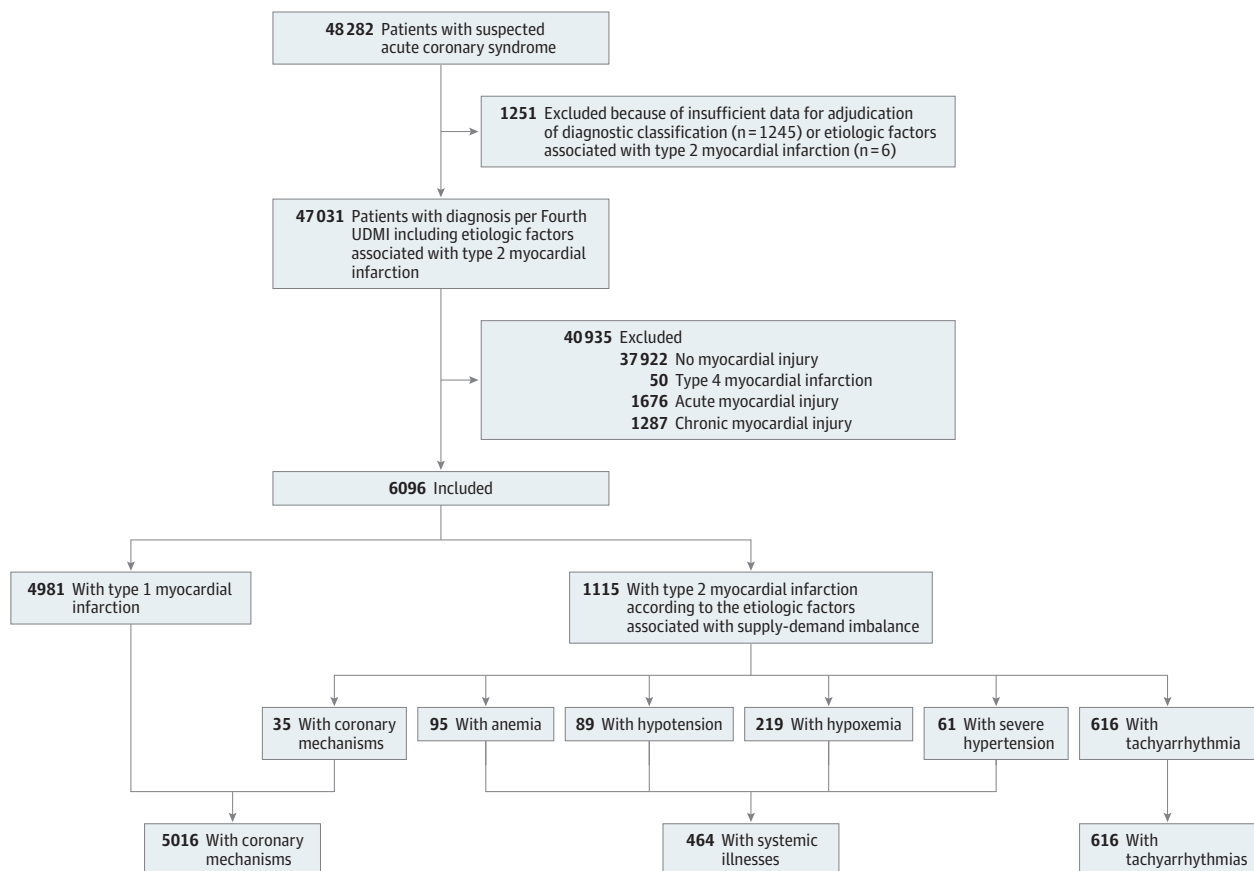 48 282 Patients with suspected
acute coronary syndrome
1251 Excluded because of insufficient data for adjudication
of diagnostic classification (n = 1245) or etiologic factors
associated with type 2 myocardial infarction (n = 6)
47 031 Patients with diagnosis per Fourth
UDMI including etiologic factors
associated with type 2 myocardial
infarction
40 935 Excluded
37 922 No myocardial injury
50 Type 4 myocardial infarction
1676 Acute myocardial injury
1287 Chronic myocardial injury
6096 Included
4981 With type 1 myocardial
infarction
1115 With type 2 myocardial infarction
according to the etiologic factors
associated with supply-demand imbalance
35 With coronary
mechanisms
95 With anemia
89 With hypotension
219 With hypoxemia
61 With severe
hypertension
616 With
tachyarrhythmia
5016 With coronary
mechanisms
464 With systemic
illnesses
616 With
tachyarrhythmias